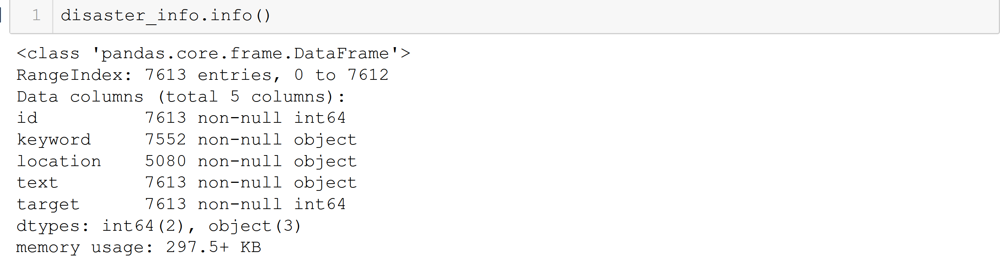 1 disaster_info.info()
<class 'pandas.core.frame.DataFrame'>
RangeIndex: 7613 entries, 0 to 7612
Data columns (total 5 columns):
id          7613 non-null int64
keyword     7552 non-null object
location    5080 non-null object
text        7613 non-null object
target      7613 non-null int64
dtypes: int64(2), object(3)
memory usage: 297.5+ KB